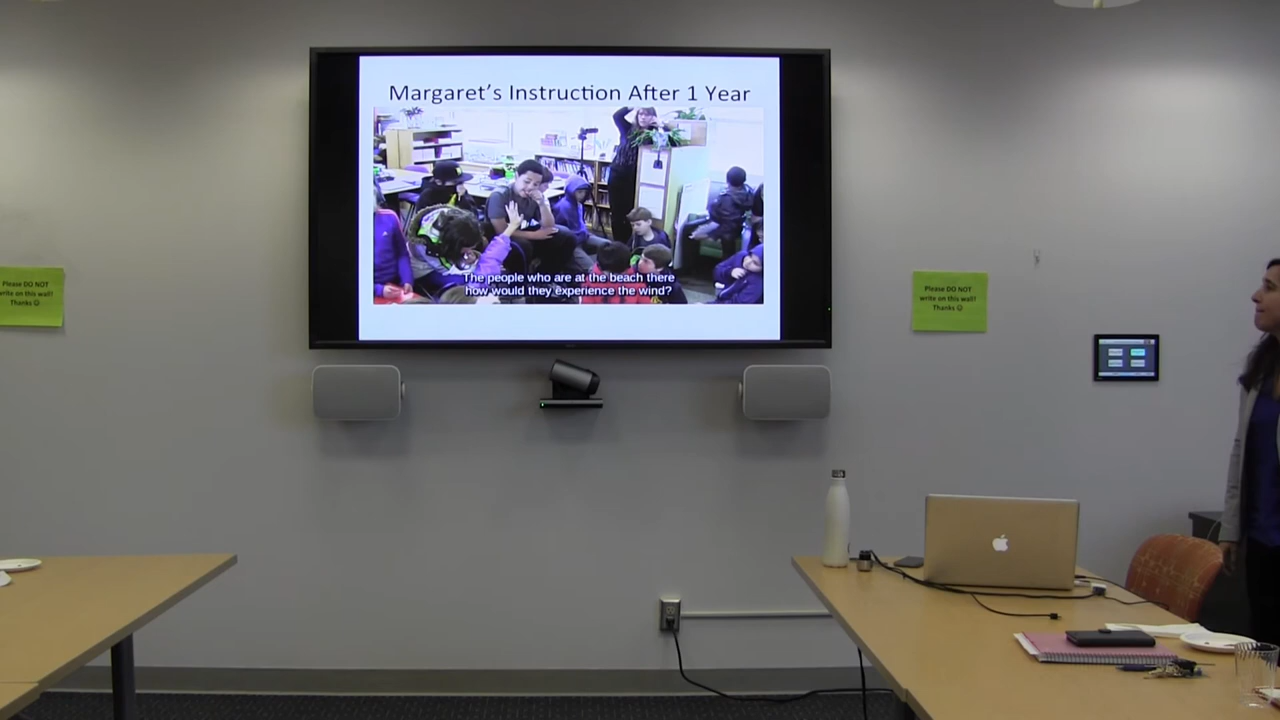 Margaret's Instruction After 1 Year
The people who are at the beach there
how would they experience the wind?
Please DO NOT
write on this wall!
Thanks ☺
Please DO NOT
write on this wall!
Thanks ☺